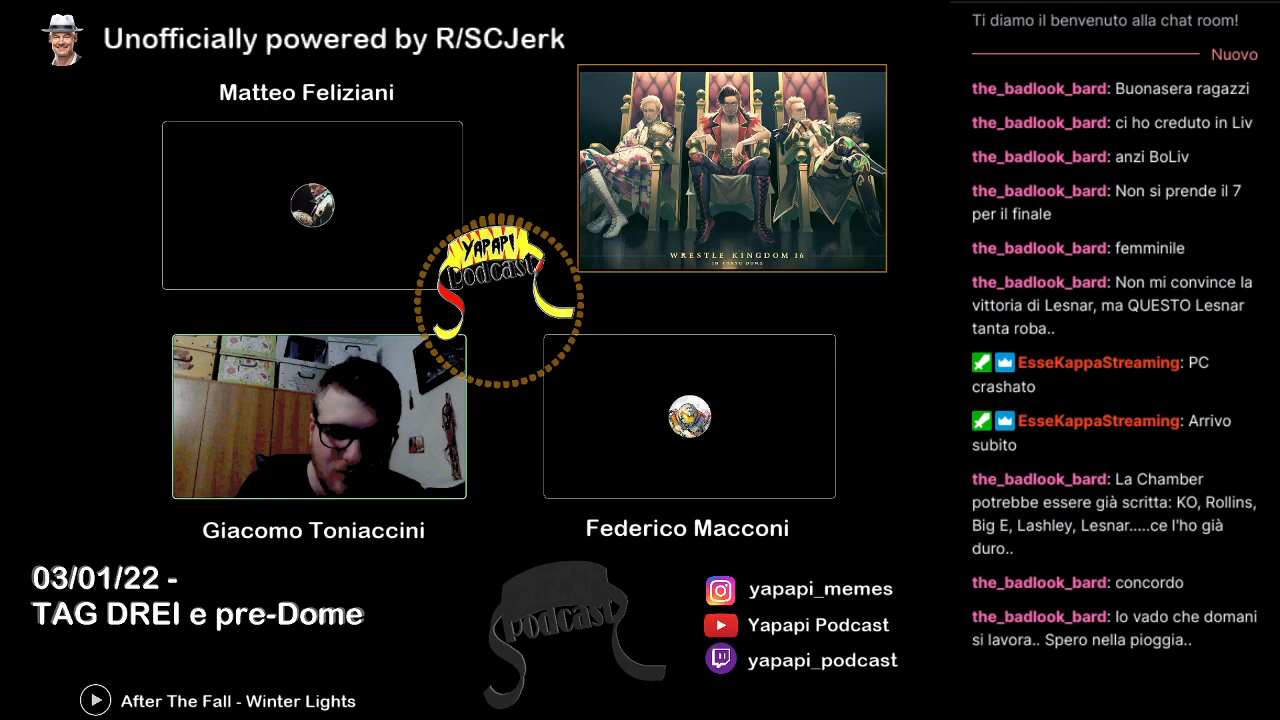 Unofficially powered by R/SCJerk
Matteo Feliziani
WRESTLE KINGDOM 16
IN TOKYO DOME
YAPAPI
Podcast
Giacomo Toniaccini
Federico Macconi
03/01/22 -
TAG DREI e pre-Dome
podcast
yapapi_memes
Yapapi Podcast
yapapi_podcast
After The Fall - Winter Lights
Ti diamo il benvenuto alla chat room!
Nuovo
the_badlook_bard: Buonasera ragazzi
the_badlook_bard: ci ho creduto in Liv
the_badlook_bard: anzi BoLiv
the_badlook_bard: Non si prende il 7
per il finale
the_badlook_bard: femminile
the_badlook_bard: Non mi convince la
vittoria di Lesnar, ma QUESTO Lesnar
tanta roba..
EsseKappaStreaming: PC
crashato
EsseKappaStreaming: Arrivo
subito
the_badlook_bard: La Chamber
potrebbe essere già scritta: KO, Rollins,
Big E, Lashley, Lesnar.....ce l'ho già
duro..
the_badlook_bard: concordo
the_badlook_bard: Io vado che domani
si lavora.. Spero nella pioggia..